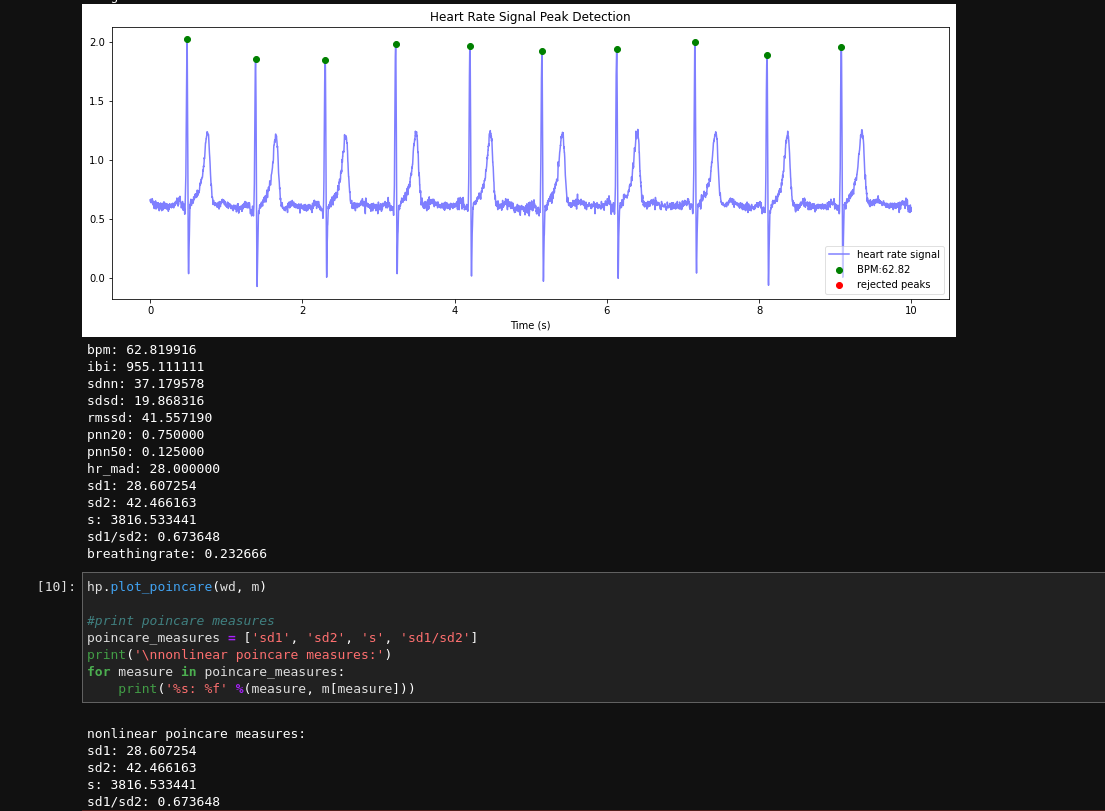 Heart Rate Signal Peak Detection
2.0
1.5
1.0
0.5
0.0
heart rate signal
BPM:62.82
rejected peaks
0 2 4 6 8 10
Time (s)
bpm: 62.819916
ibi: 955.111111
sdnn: 37.179578
sdsd: 19.868316
rmssd: 41.557190
pnn20: 0.750000
pnn50: 0.125000
hr_mad: 28.000000
sd1: 28.607254
sd2: 42.466163
s: 3816.533441
sd1/sd2: 0.673648
breathingrate: 0.232666
[10]: hp.plot_poincare(wd, m)
#print poincare measures
poincare_measures = ['sd1', 'sd2', 's', 'sd1/sd2']
print('\nnonlinear poincare measures:')
for measure in poincare_measures:
    print('%s: %f' %(measure, m[measure]))
nonlinear poincare measures:
sd1: 28.607254
sd2: 42.466163
s: 3816.533441
sd1/sd2: 0.673648